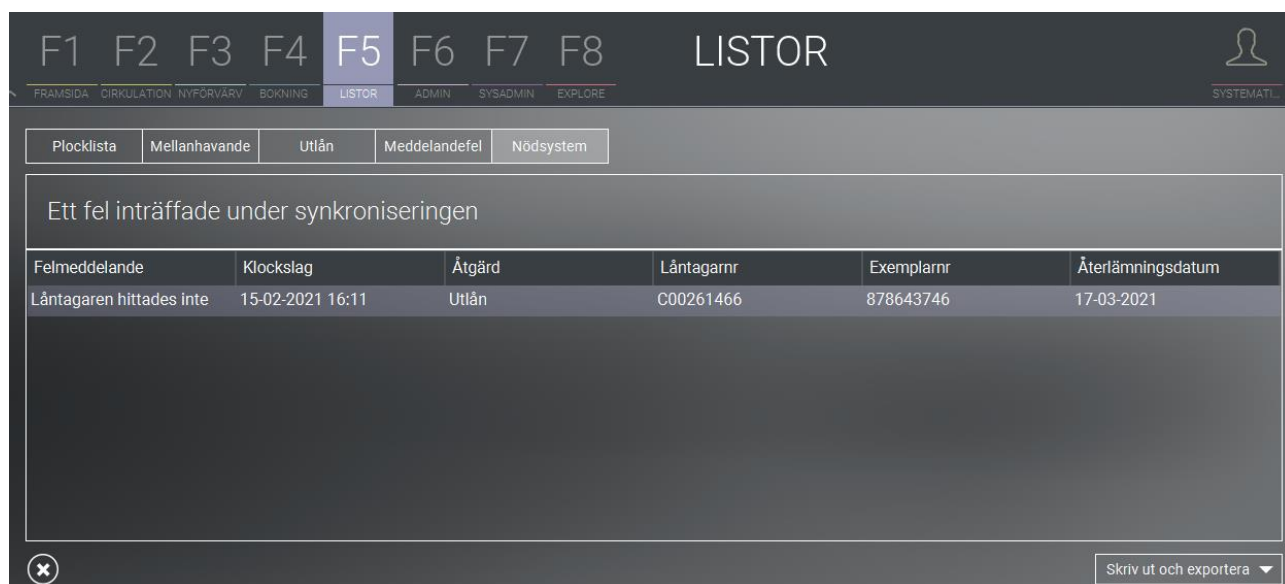 F1 F2 F3 F4 F5 F6 F7 F8 LISTOR
FRAMSIDA CIRKULATION NYFÖRVÄRV BOKNING LISTOR ADMIN SYSADMIN EXPLORE SYSTEMATI...
Plocklista Mellanhavande Utlån Meddelandefel Nödsystem
Ett fel inträffade under synkroniseringen
Felmeddelande Klockslag Åtgärd Låntagarnr Exemplarnr Återlämningsdatum
Låntagaren hittades inte 15-02-2021 16:11 Utlån C00261466 878643746 17-03-2021
Skriv ut och exportera